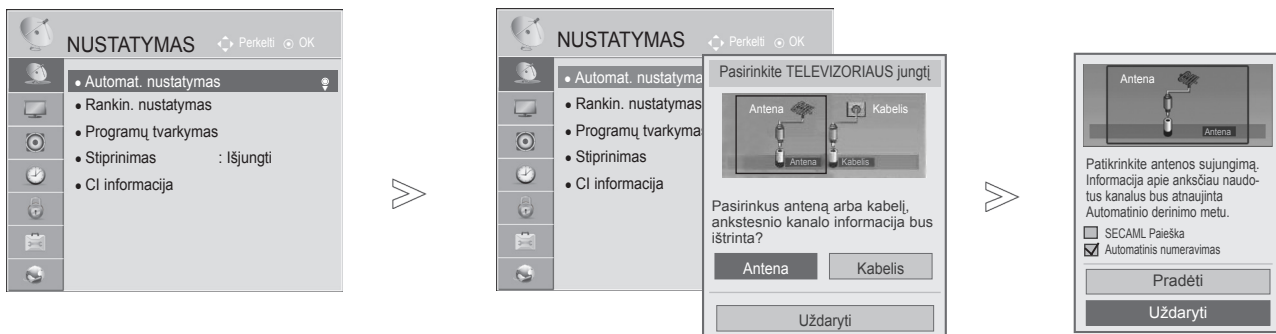 NUSTATYMAS Perkelti OK
• Automat. nustatymas
• Rankin. nustatymas
• Programų tvarkymas
• Stiprinimas : Išjungti
• CI informacija
NUSTATYMAS Perkelti OK
• Automat. nustatyma
• Rankin. nustatymas
• Programų tvarkymas
• Stiprinimas
• CI informacija
Pasirinkite TELEVIZORIAUS jungtį
Antena Kabelis
Antena Kabelis
Pasirinkus anteną arba kabelį,
ankstesnio kanalo informacija bus
ištrinta?
Antena Kabelis
Uždaryti
Antena
Antena
Patikrinkite antenos sujungimą.
Informacija apie anksčiau naudo-
tus kanalus bus atnaujinta
Automatinio derinimo metu.
SECAML Paieška
Automatinis numeravimas
Pradėti
Uždaryti